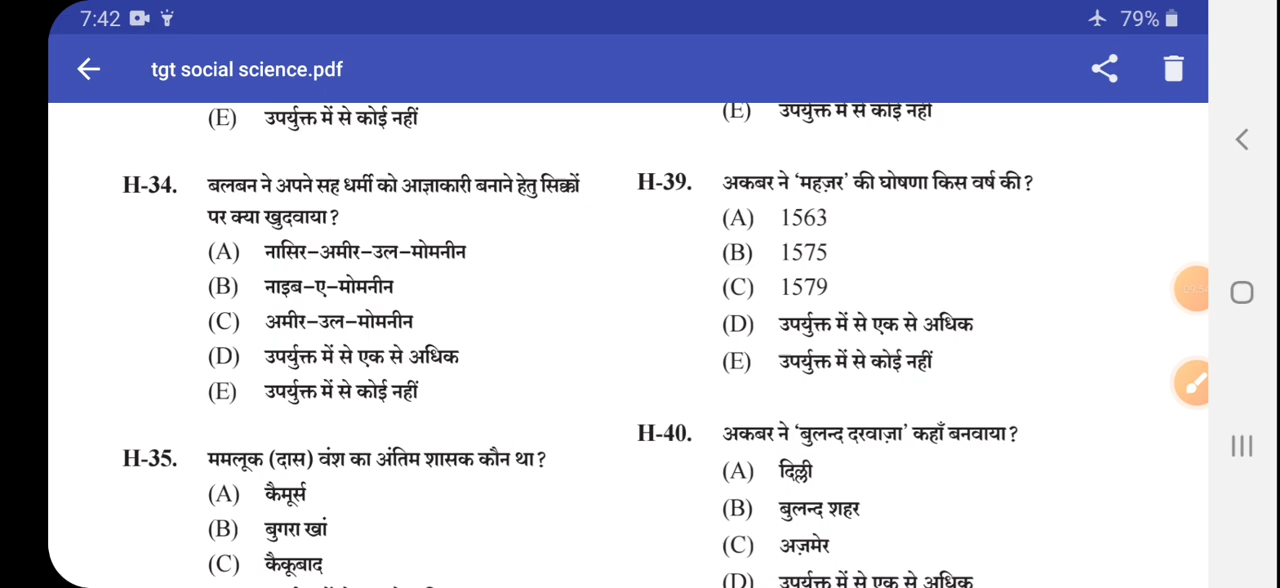 7:42
79%
tgt social science.pdf
(E) उपर्युक्त में से कोई नहीं
H-34. बलबन ने अपने सह धर्मी को आज्ञाकारी बनाने हेतु सिक्कों
पर क्या खुदवाया?
(A) नासिर–अमीर–उल–मोमनीन
(B) नाइब–ए–मोमनीन
(C) अमीर–उल–मोमनीन
(D) उपर्युक्त में से एक से अधिक
(E) उपर्युक्त में से कोई नहीं
H-35. ममलूक (दास) वंश का अंतिम शासक कौन था?
(A) कैमूर्स
(B) बुगरा खां
(C) कैकूबाद
(E) उपर्युक्त में से कोई नहीं
H-39. अकबर ने ‘महज़र’ की घोषणा किस वर्ष की?
(A) 1563
(B) 1575
(C) 1579
(D) उपर्युक्त में से एक से अधिक
(E) उपर्युक्त में से कोई नहीं
H-40. अकबर ने ‘बुलन्द दरवाज़ा’ कहाँ बनवाया?
(A) दिल्ली
(B) बुलन्द शहर
(C) अज़मेर
(D) उपर्युक्त में से एक से अधिक